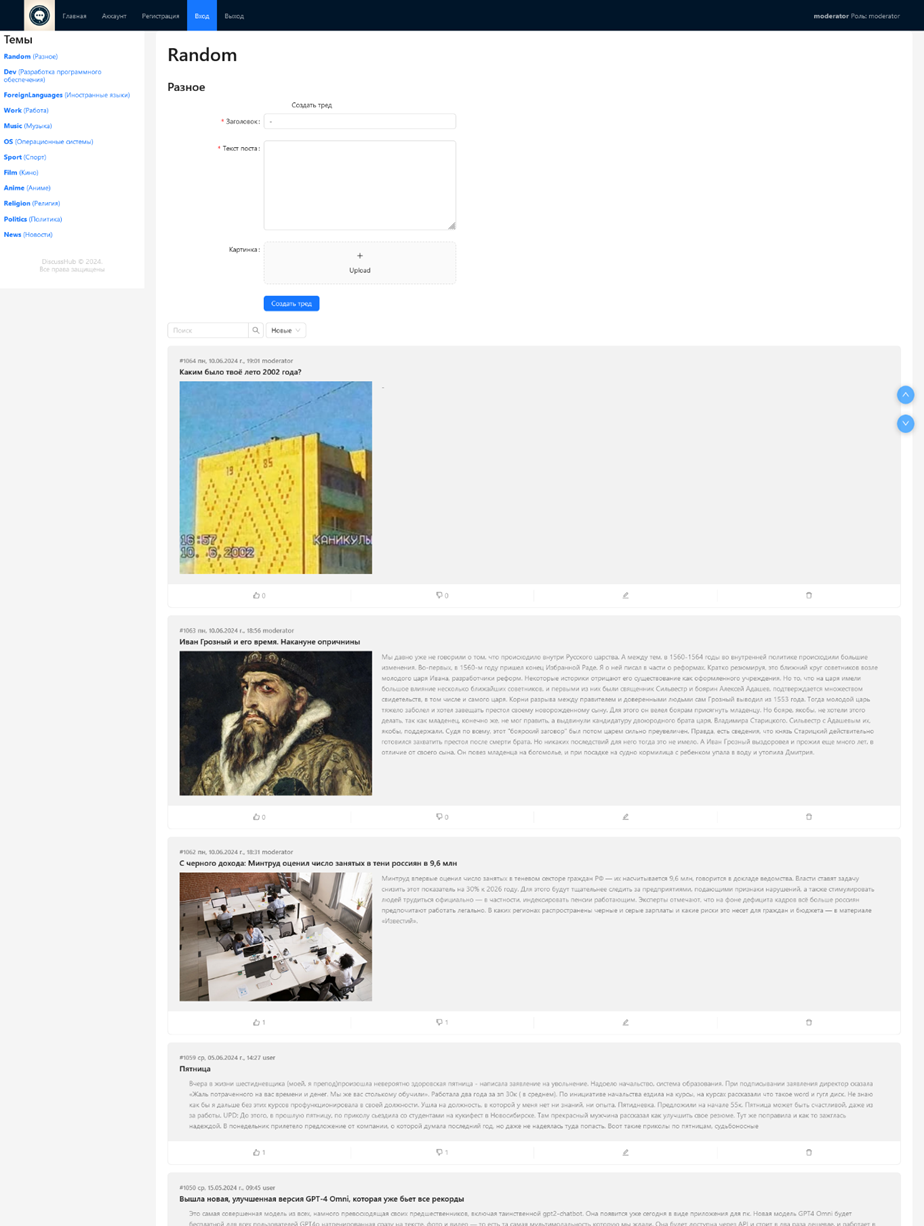 Главная Аккаунт Регистрация Вход Выход moderator Роль: moderator
Темы
Random (Разное)
Dev (Разработка программного
обеспечения)
ForeignLanguages (Иностранные языки)
Work (Работа)
Music (Музыка)
OS (Операционные системы)
Sport (Спорт)
Film (Кино)
Anime (Аниме)
Religion (Религия)
Politics (Политика)
News (Новости)
DiscussHub © 2024.
Все права защищены
Random
Разное
Создать тред
* Заголовок: -
* Текст поста:
Картинка:
+
Upload
Создать тред
Поиск Новые
#1064 пн, 10.06.2024 г., 19:01 moderator
Каким было твоё лето 2002 года?
-
19 85
16:57 КАНИКУЛЫ
10. 6.2002
0 0
#1063 пн, 10.06.2024 г., 18:56 moderator
Иван Грозный и его время. Накануне опричнины
Мы давно уже не говорили о том, что происходило внутри Русского царства. А между тем, в 1560-1564 годы во внутренней политике происходили большие
изменения. Во-первых, в 1560-м году пришел конец Избранной Раде. Я о ней писал в части о реформах. Кратко резюмируя, это ближний круг советников возле
молодого царя Ивана, разработчики реформ. Некоторые историки отрицают его существование как оформленного учреждения. Но то, что на царя имели
большое влияние несколько ближайших советников, и первыми из них были священник Сильвестр и боярин Алексей Адашев, подтверждается множеством
свидетельств, в том числе и самого царя. Корни разрыва между правителем и доверенными людьми сам Грозный выводил из 1553 года. Тогда молодой царь
тяжело заболел и хотел завещать престол своему новорожденному сыну. Для этого он велел боярам присягнуть младенцу. Но бояре, якобы, не хотели этого
делать, так как младенец, конечно же, не мог править, а выдвинули кандидатуру двоюродного брата царя, Владимира Старицкого. Сильвестр с Адашевым их,
якобы, поддержали. Судя по всему, этот "боярский заговор" был потом царем сильно преувеличен. Правда, есть сведения, что князь Старицкий действительно
готовился захватить престол после смерти брата. Но никаких последствий для него тогда это не имело. А Иван Грозный выздоровел и прожил еще много лет, в
отличие от своего сына. Он повез младенца на богомолье, и при посадке на судно кормилица с ребенком упала в воду и утопила Дмитрия.
0 0
#1062 пн, 10.06.2024 г., 18:31 moderator
С черного дохода: Минтруд оценил число занятых в тени россиян в 9,6 млн
Минтруд впервые оценил число занятых в теневом секторе граждан РФ — их насчитывается 9,6 млн, говорится в докладе ведомства. Власти ставят задачу
снизить этот показатель на 30% к 2026 году. Для этого будут тщательнее следить за предприятиями, подающими признаки нарушений, а также стимулировать
людей трудиться официально — в частности, индексировать пенсии работающим. Эксперты отмечают, что на фоне дефицита кадров всё больше россиян
предпочитают работать легально. В каких регионах распространены черные и серые зарплаты и какие риски это несет для граждан и бюджета — в материале
«Известий».
1 1
#1059 ср, 05.06.2024 г., 14:27 user
Пятница
Вчера в жизни шестидневщика (моей, я препод)произошла невероятно здоровская пятница - написала заявление на увольнение. Надоело начальство, система образования. При подписывании заявления директор сказала
«Жаль потраченного на вас времени и денег. Мы же вас стольkому обучили». Работала два года за зп 30к ( в среднем). По инициативе начальства ездила на курсы, на курсах рассказали что такое word и гугл диск. Не знаю
как бы я дальше без этих курсов профункционировала в своей должности. Ушла на должность, в которой у меня нет ни знаний, ни опыта. Пятидневка. Предложили на начале 55к. Пятница может быть счастливой, даже из
за работы. UPD: До этого, в прошлую пятницу, по приколу съездила со студентами на кукифест в Новосибирске. Там прекрасный мужчина рассказал как улучшить свое резюме. Тут же поправила и как то зажглась
надеждой. В понедельник прилетело предложение от компании, о которой думала последний год, но даже не надеялась туда попасть. Воот такие приколы по пятницам, судьбоносные
1 1
#1050 ср, 15.05.2024 г., 09:45 user
Вышла новая, улучшенная версия GPT-4 Omni, которая уже бьет все рекорды
Это самая совершенная модель из всех, намного превосходящая своих предшественников, включая таинственного gpt2-chatbot. Она появится уже сегодня в виде приложения для пк. Новая модель GPT4 Omni будет